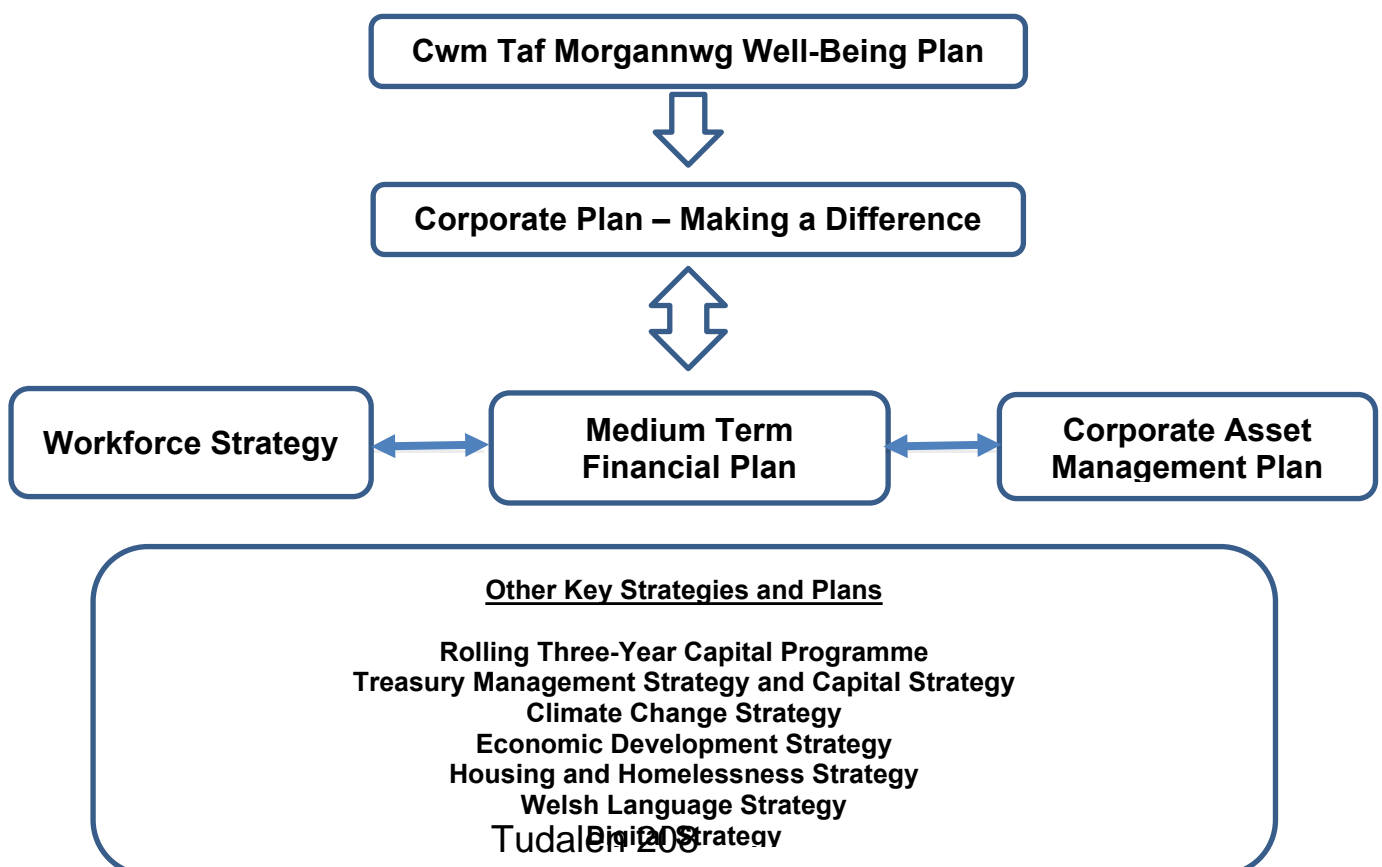 Cwm Taf Morgannwg Well-Being Plan
Corporate Plan – Making a Difference
Workforce Strategy
Medium Term
Financial Plan
Corporate Asset
Management Plan
Other Key Strategies and Plans
Rolling Three-Year Capital Programme
Treasury Management Strategy and Capital Strategy
Climate Change Strategy
Economic Development Strategy
Housing and Homelessness Strategy
Welsh Language Strategy
Digital Strategy
Tudalen 208